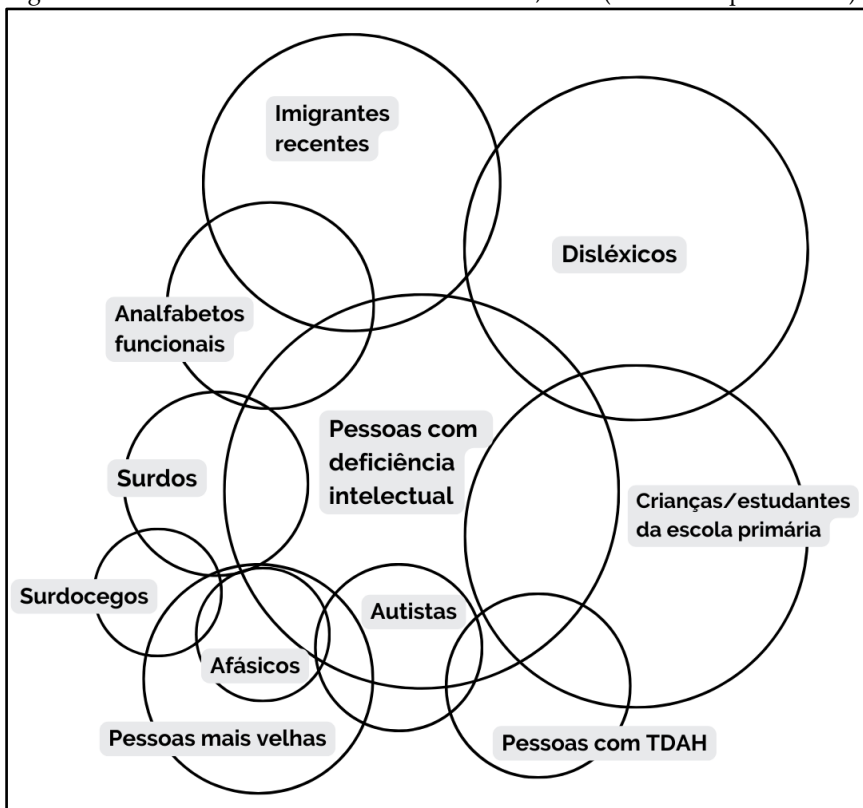 Imigrantes
recentes
Disléxicos
Analfabetos
funcionais
Pessoas com
deficiência
intelectual
Surdos
Crianças/estudantes
da escola primária
Surdocegos
Autistas
Afásicos
Pessoas mais velhas
Pessoas com TDAH